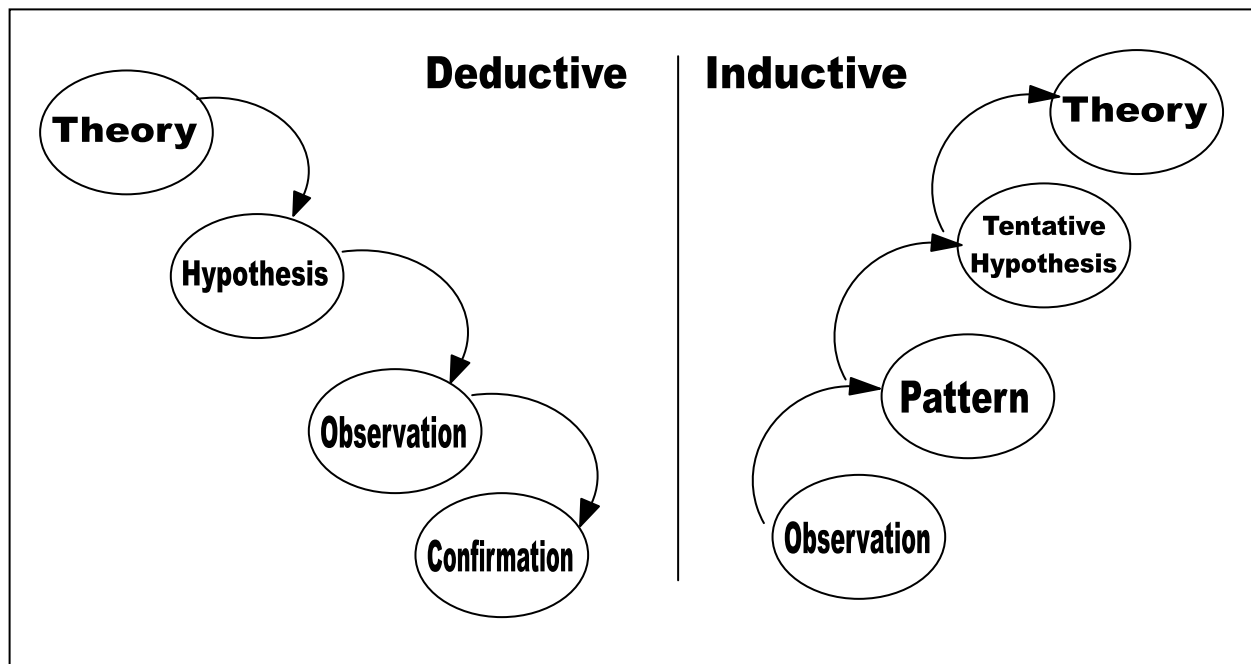 Deductive
Theory
Hypothesis
Observation
Confirmation
Inductive
Theory
Tentative
Hypothesis
Pattern
Observation